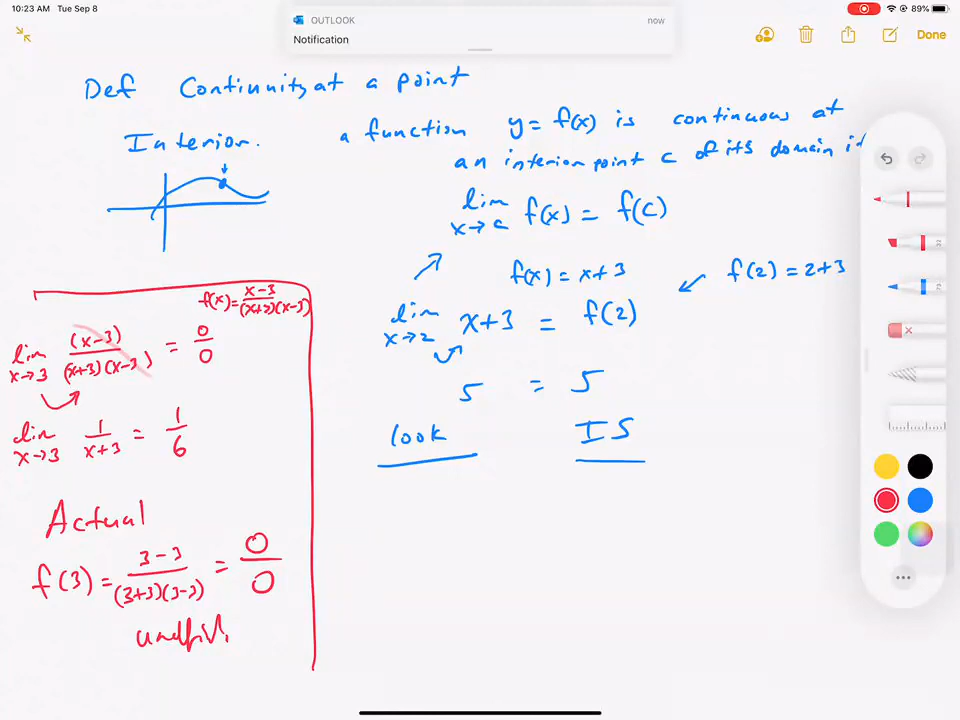 10:23 AM Tue Sep 8
89%
OUTLOOK
now
Notification
Done
Def Continuity at a point
Interior.
a function y = f(x) is continuous at
an interior point c of its domain if
lim x→c f(x) = f(c)
f(x) = x+3
f(2) = 2+3
lim x→2 x+3 = f(2)
5 = 5
look IS
f(x) = x-3 / (x+3)(x-3)
lim x→3 (x-3) / (x+3)(x-3) = 0/0
lim x→3 1 / x+3 = 1/6
Actual
f(3) = 3-3 / (3+3)(3-3) = 0/0